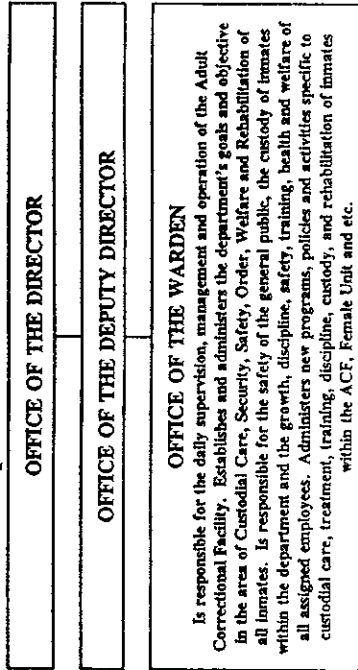 OFFICE OF THE DIRECTOR
OFFICE OF THE DEPUTY DIRECTOR
OFFICE OF THE WARDEN
Is responsible for the daily supervision, management and operation of the Adult
Correctional Facility. Establishes and administers the department's goals and objective
in the area of Custodial Care, Security, Safety, Order, Welfare and Rehabilitation of
all inmates. Is responsible for the safety of the general public, the custody of inmates
within the department and the growth, discipline, safety, training, health and welfare of
all assigned employees. Administers new programs, policies and activities specific to
custodial care, treatment, training, discipline, custody, and rehabilitation of inmates
within the ACF, Female Unit and etc.